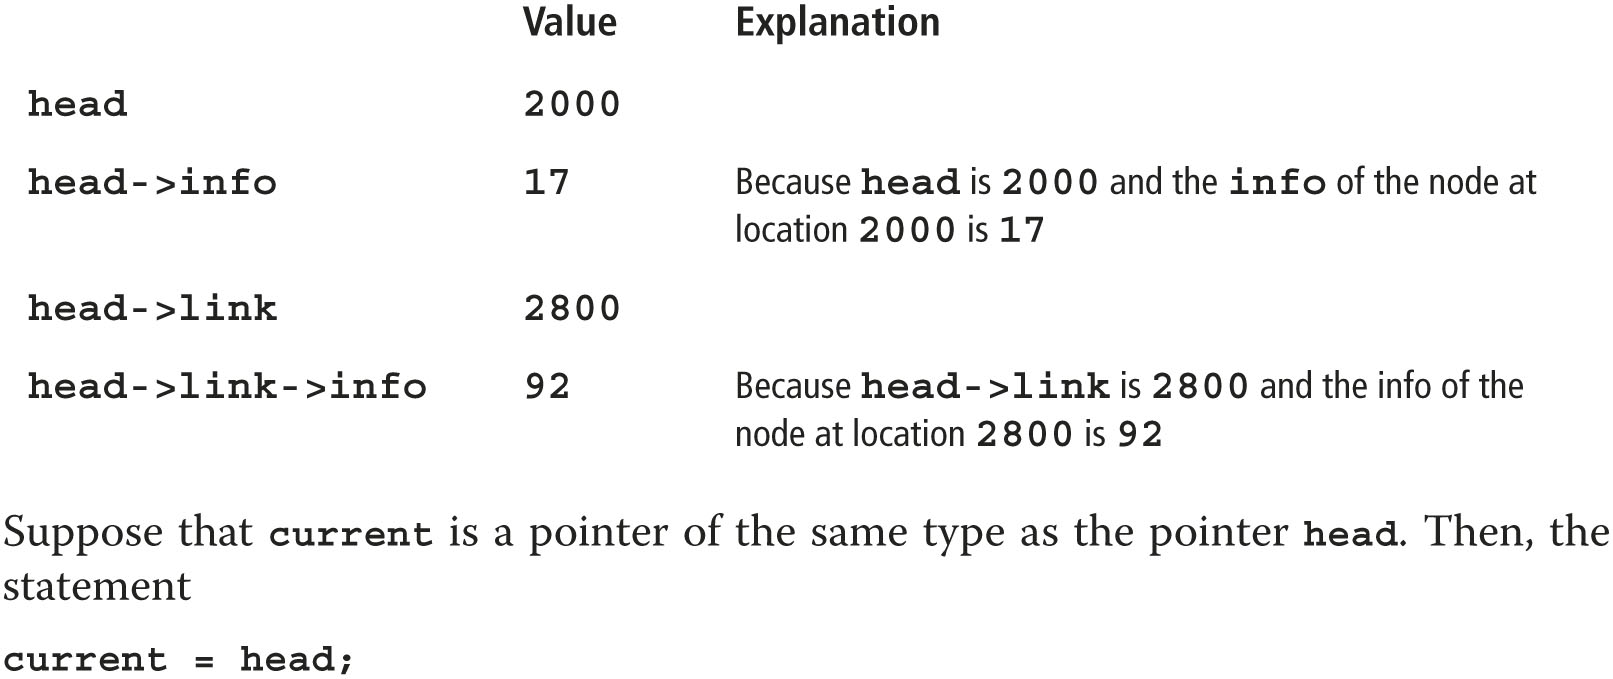 Value Explanation
head 2000
head->info 17 Because head is 2000 and the info of the node at
location 2000 is 17
head->link 2800
head->link->info 92 Because head->link is 2800 and the info of the
node at location 2800 is 92
Suppose that current is a pointer of the same type as the pointer head. Then, the
statement
current = head;